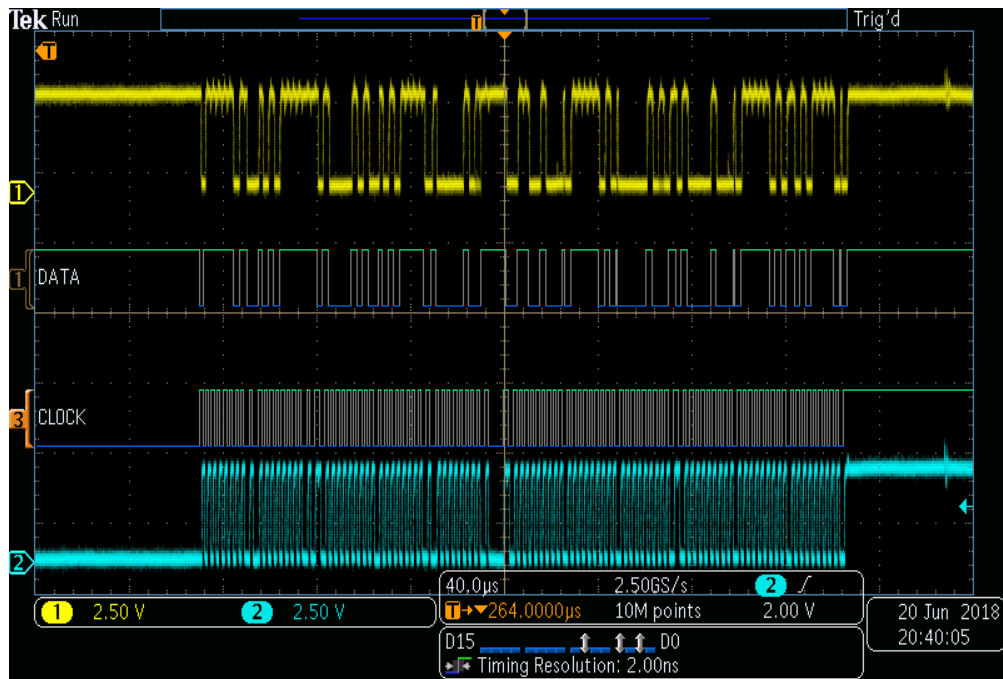 Tek Run Trig'd
T
T
1
1 DATA
3 CLOCK
2
1 2.50 V 2 2.50 V
40.0µs 2.50GS/s 2 /
T→▼264.0000µs 10M points 2.00 V
D15 D0
Timing Resolution: 2.00ns
20 Jun 2018
20:40:05